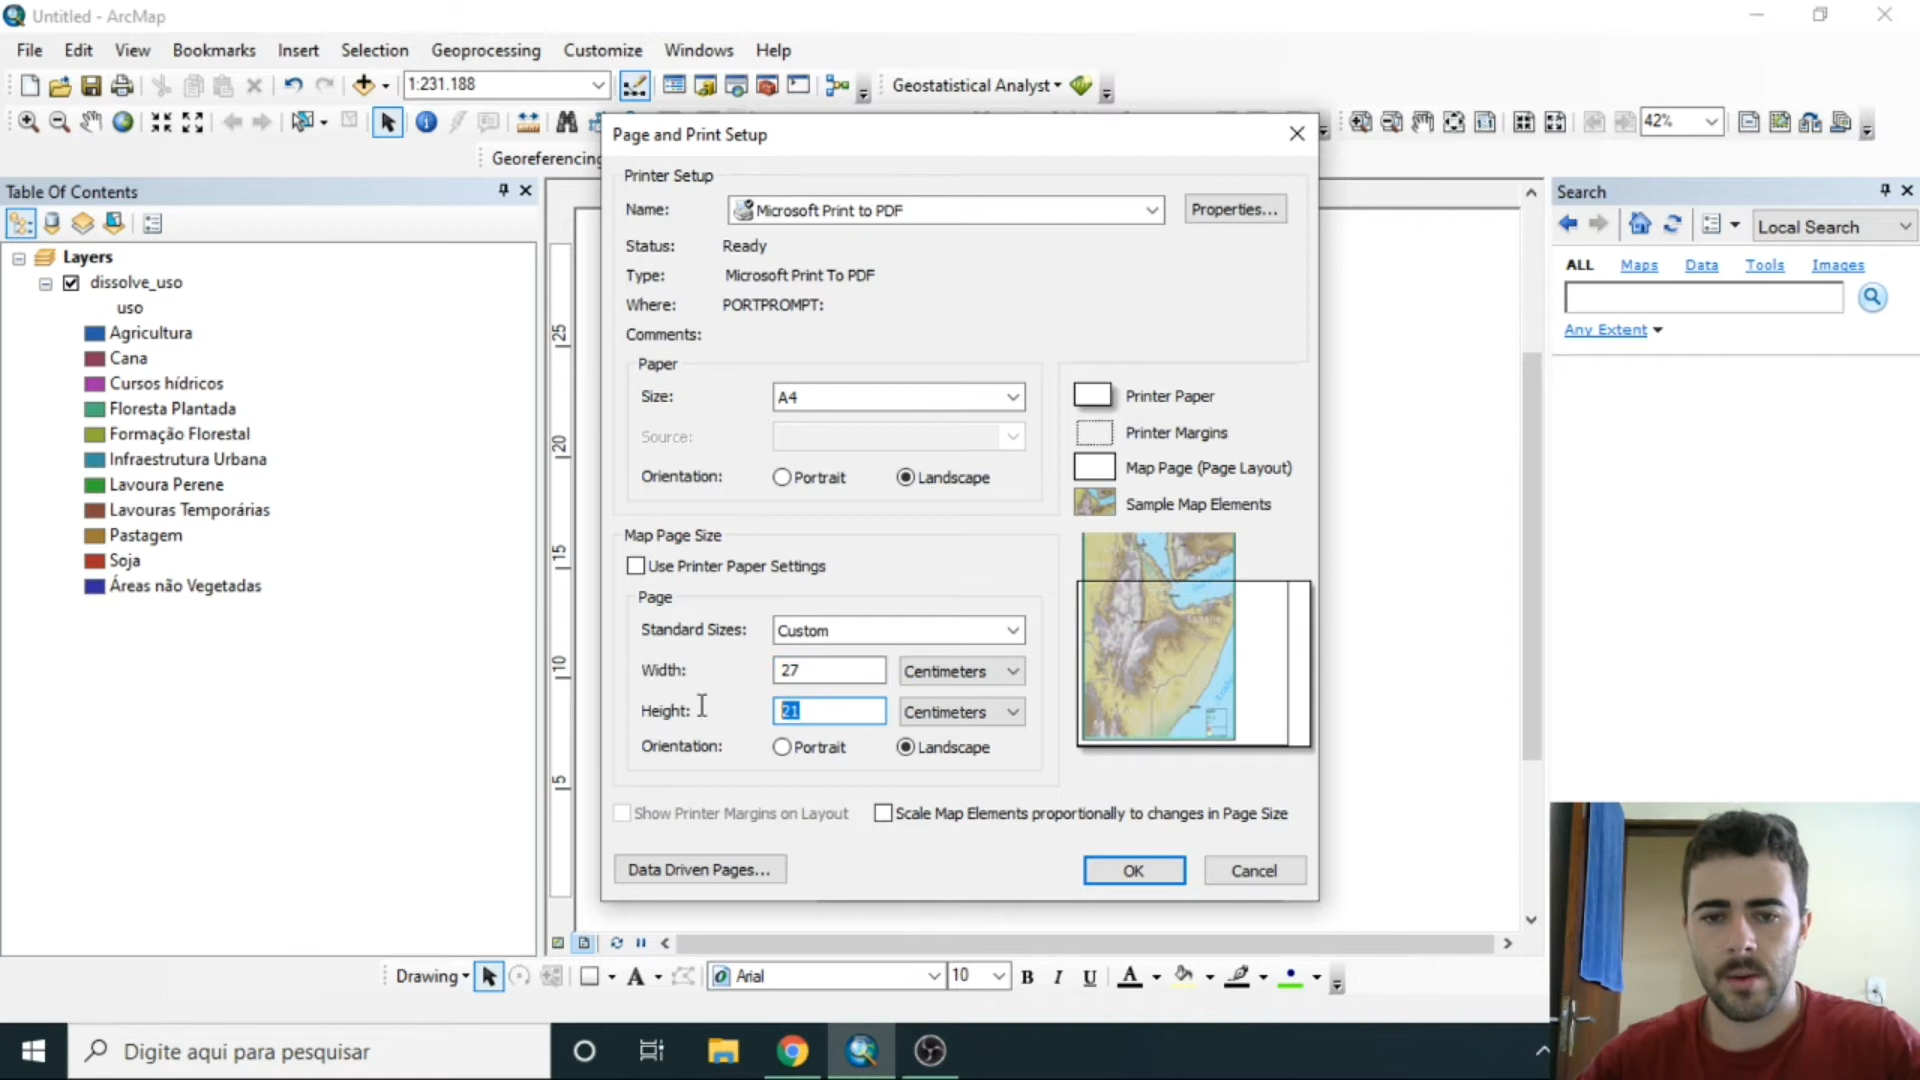 Untitled - ArcMap
File Edit View Bookmarks Insert Selection Geoprocessing Customize Windows Help
1:231.188 Geostatistical Analyst
42%
Georeferencing
Table Of Contents
Layers
dissolve_uso
uso
Agricultura
Cana
Cursos hídricos
Floresta Plantada
Formação Florestal
Infraestrutura Urbana
Lavoura Perene
Lavouras Temporárias
Pastagem
Soja
Áreas não Vegetadas
25
20
15
10
5
Page and Print Setup
Printer Setup
Name: Microsoft Print to PDF Properties...
Status: Ready
Type: Microsoft Print To PDF
Where: PORTPROMPT:
Comments:
Paper
Size: A4
Source:
Orientation: Portrait Landscape
Printer Paper
Printer Margins
Map Page (Page Layout)
Sample Map Elements
Map Page Size
Use Printer Paper Settings
Page
Standard Sizes: Custom
Width: 27 Centimeters
Height: 21 Centimeters
Orientation: Portrait Landscape
Show Printer Margins on Layout Scale Map Elements proportionally to changes in Page Size
Data Driven Pages... OK Cancel
Search
Local Search
ALL Maps Data Tools Images
Any Extent
Drawing A Arial 10 B I U A
Digite aqui para pesquisar